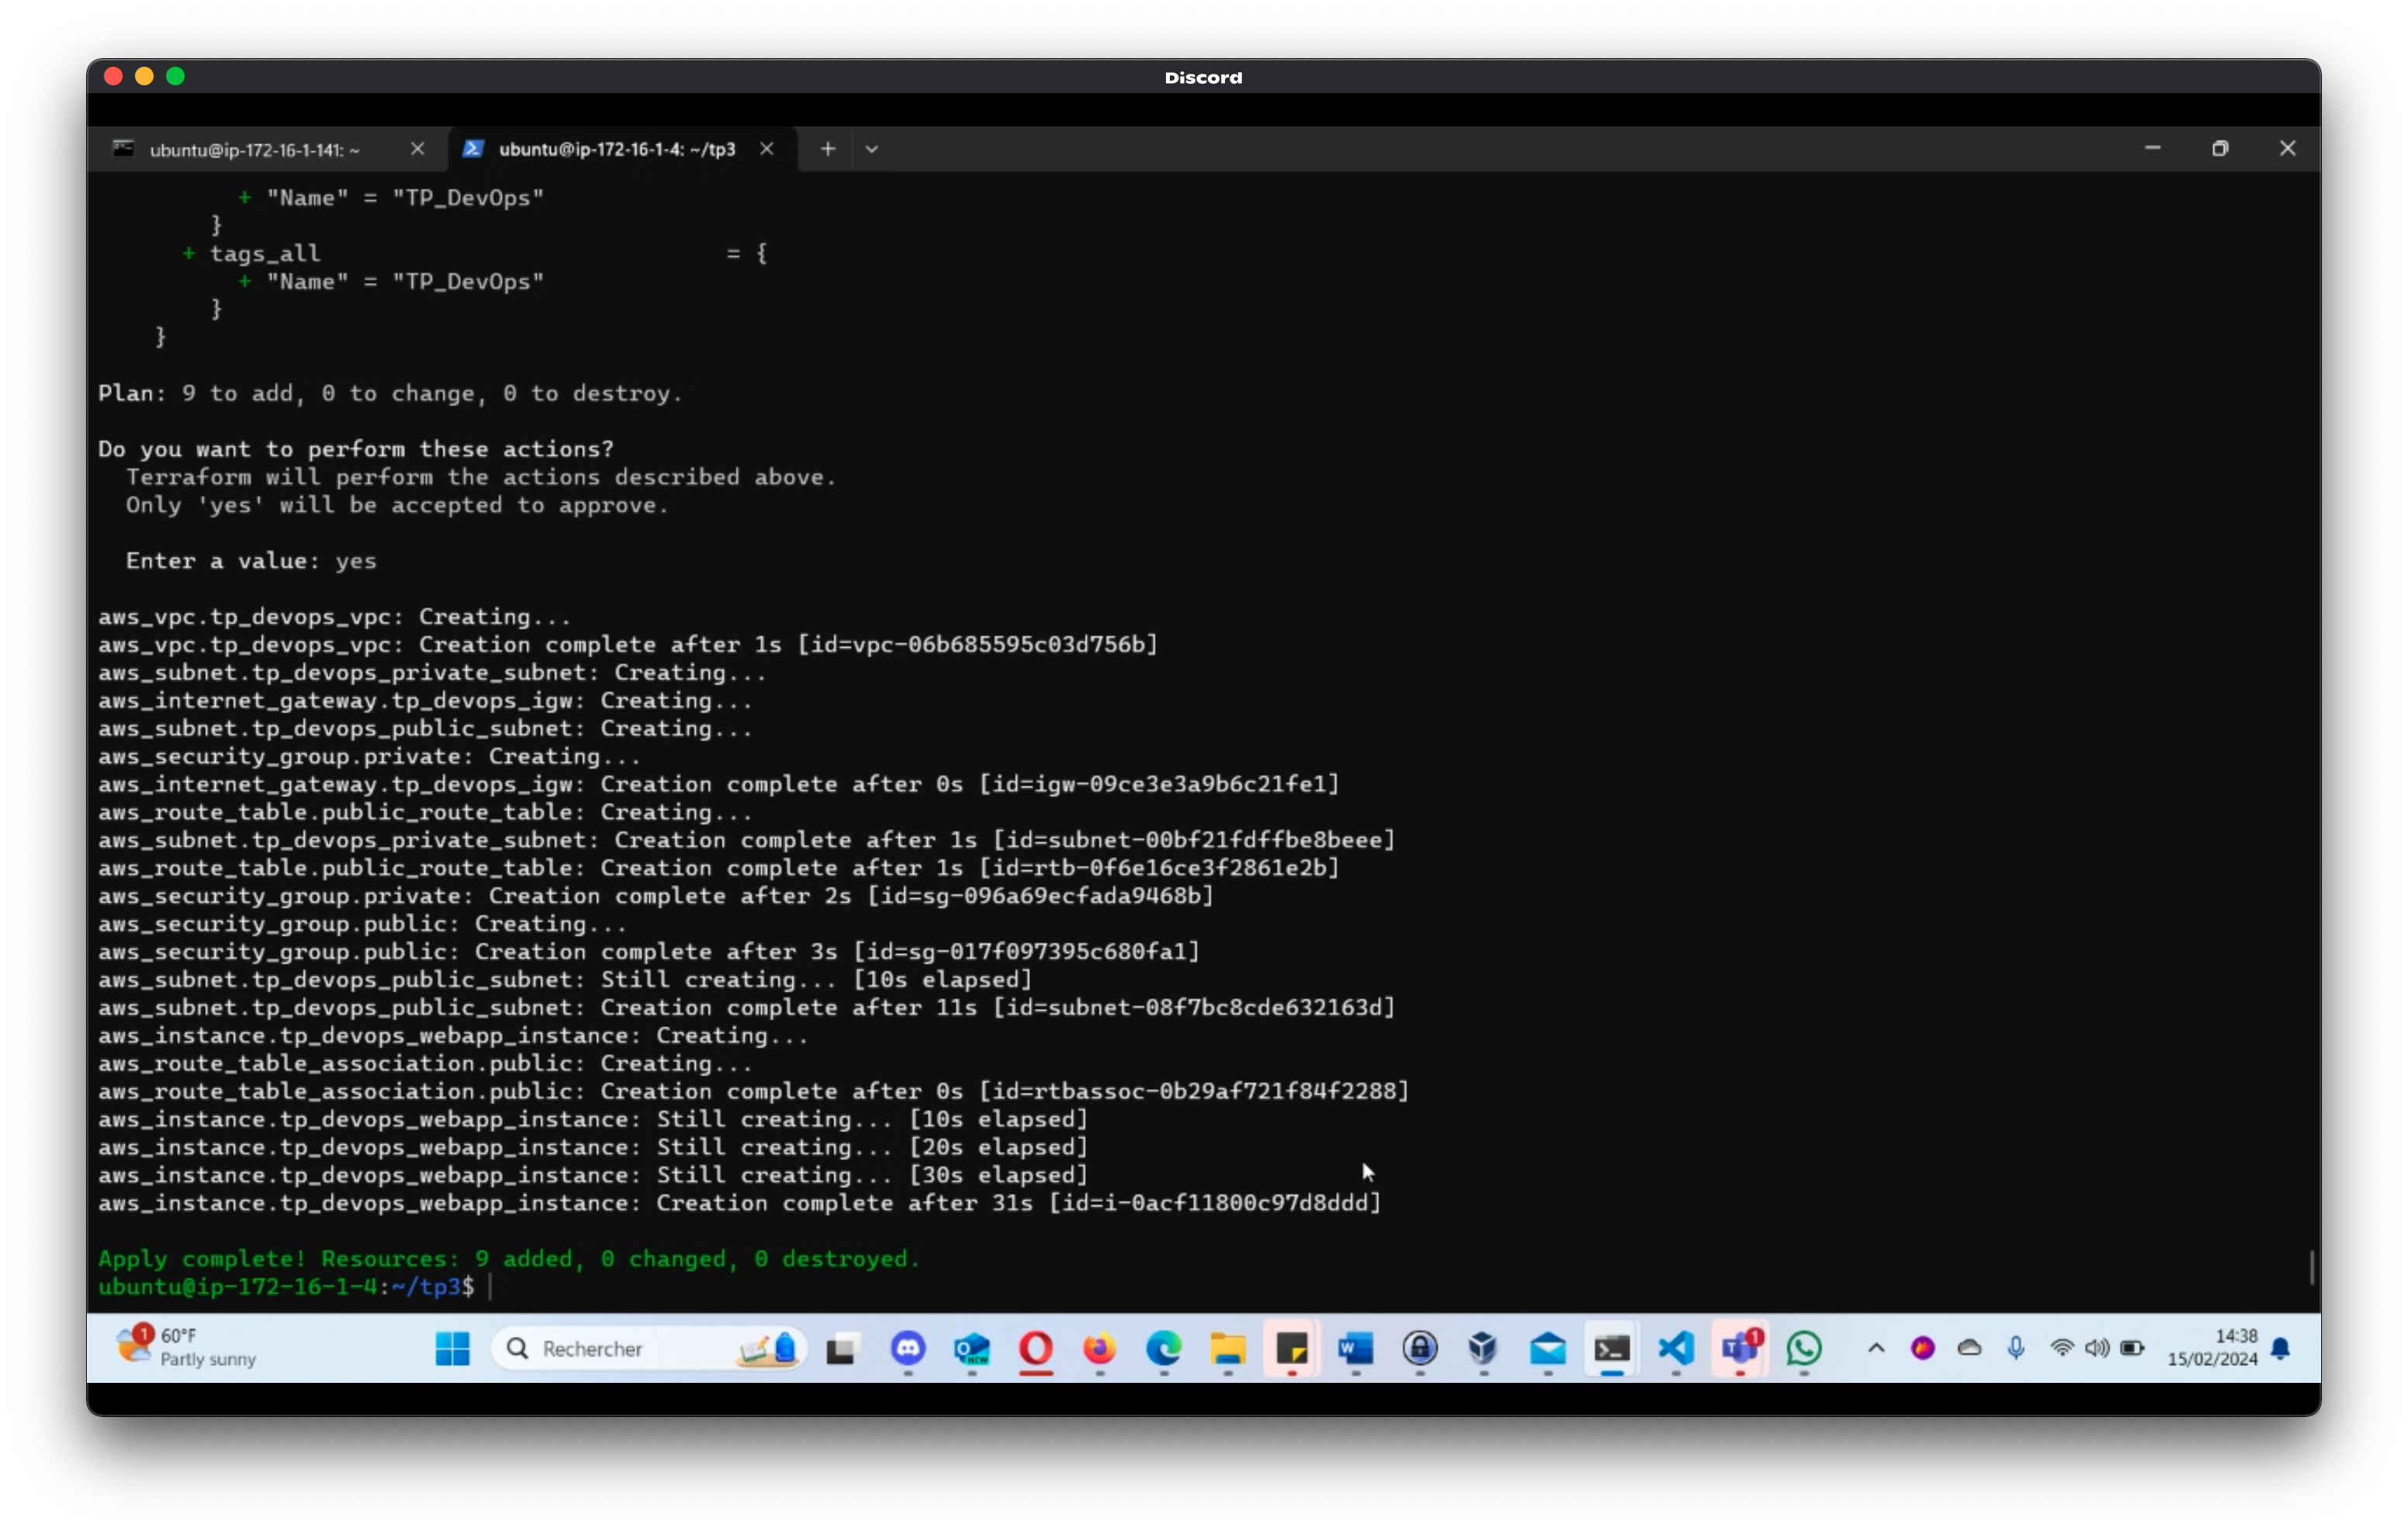 Discord
ubuntu@ip-172-16-1-141: ~
ubuntu@ip-172-16-1-4: ~/tp3
+ "Name" = "TP_DevOps"
}
+ tags_all = {
+ "Name" = "TP_DevOps"
}
}
Plan: 9 to add, 0 to change, 0 to destroy.
Do you want to perform these actions?
Terraform will perform the actions described above.
Only 'yes' will be accepted to approve.
Enter a value: yes
aws_vpc.tp_devops_vpc: Creating...
aws_vpc.tp_devops_vpc: Creation complete after 1s [id=vpc-06b685595c03d756b]
aws_subnet.tp_devops_private_subnet: Creating...
aws_internet_gateway.tp_devops_igw: Creating...
aws_subnet.tp_devops_public_subnet: Creating...
aws_security_group.private: Creating...
aws_internet_gateway.tp_devops_igw: Creation complete after 0s [id=igw-09ce3e3a9b6c21fe1]
aws_route_table.public_route_table: Creating...
aws_subnet.tp_devops_private_subnet: Creation complete after 1s [id=subnet-00bf21fdffbe8beee]
aws_route_table.public_route_table: Creation complete after 1s [id=rtb-0f6e16ce3f2861e2b]
aws_security_group.private: Creation complete after 2s [id=sg-096a69ecfada9468b]
aws_security_group.public: Creating...
aws_security_group.public: Creation complete after 3s [id=sg-017f097395c680fa1]
aws_subnet.tp_devops_public_subnet: Still creating... [10s elapsed]
aws_subnet.tp_devops_public_subnet: Creation complete after 11s [id=subnet-08f7bc8cde632163d]
aws_instance.tp_devops_webapp_instance: Creating...
aws_route_table_association.public: Creating...
aws_route_table_association.public: Creation complete after 0s [id=rtbassoc-0b29af721f84f2288]
aws_instance.tp_devops_webapp_instance: Still creating... [10s elapsed]
aws_instance.tp_devops_webapp_instance: Still creating... [20s elapsed]
aws_instance.tp_devops_webapp_instance: Still creating... [30s elapsed]
aws_instance.tp_devops_webapp_instance: Creation complete after 31s [id=i-0acf11800c97d8ddd]
Apply complete! Resources: 9 added, 0 changed, 0 destroyed.
ubuntu@ip-172-16-1-4:~/tp3$
1
60°F
Partly sunny
Rechercher
NEW
1
14:38
15/02/2024